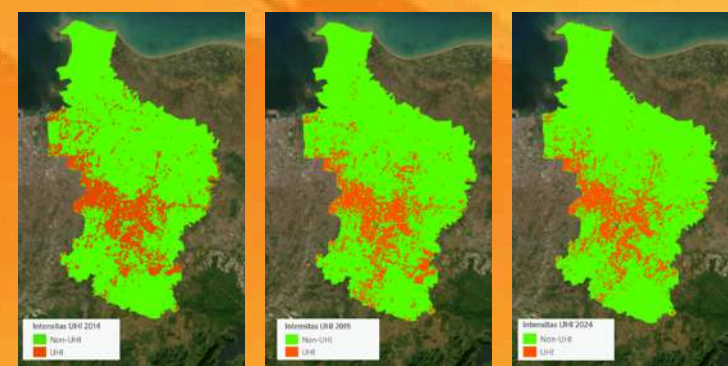 Intensitas UHI 2014
Non-UHI
UHI
Intensitas UHI 2019
Non-UHI
UHI
Intensitas UHI 2024
Non-UHI
UHI